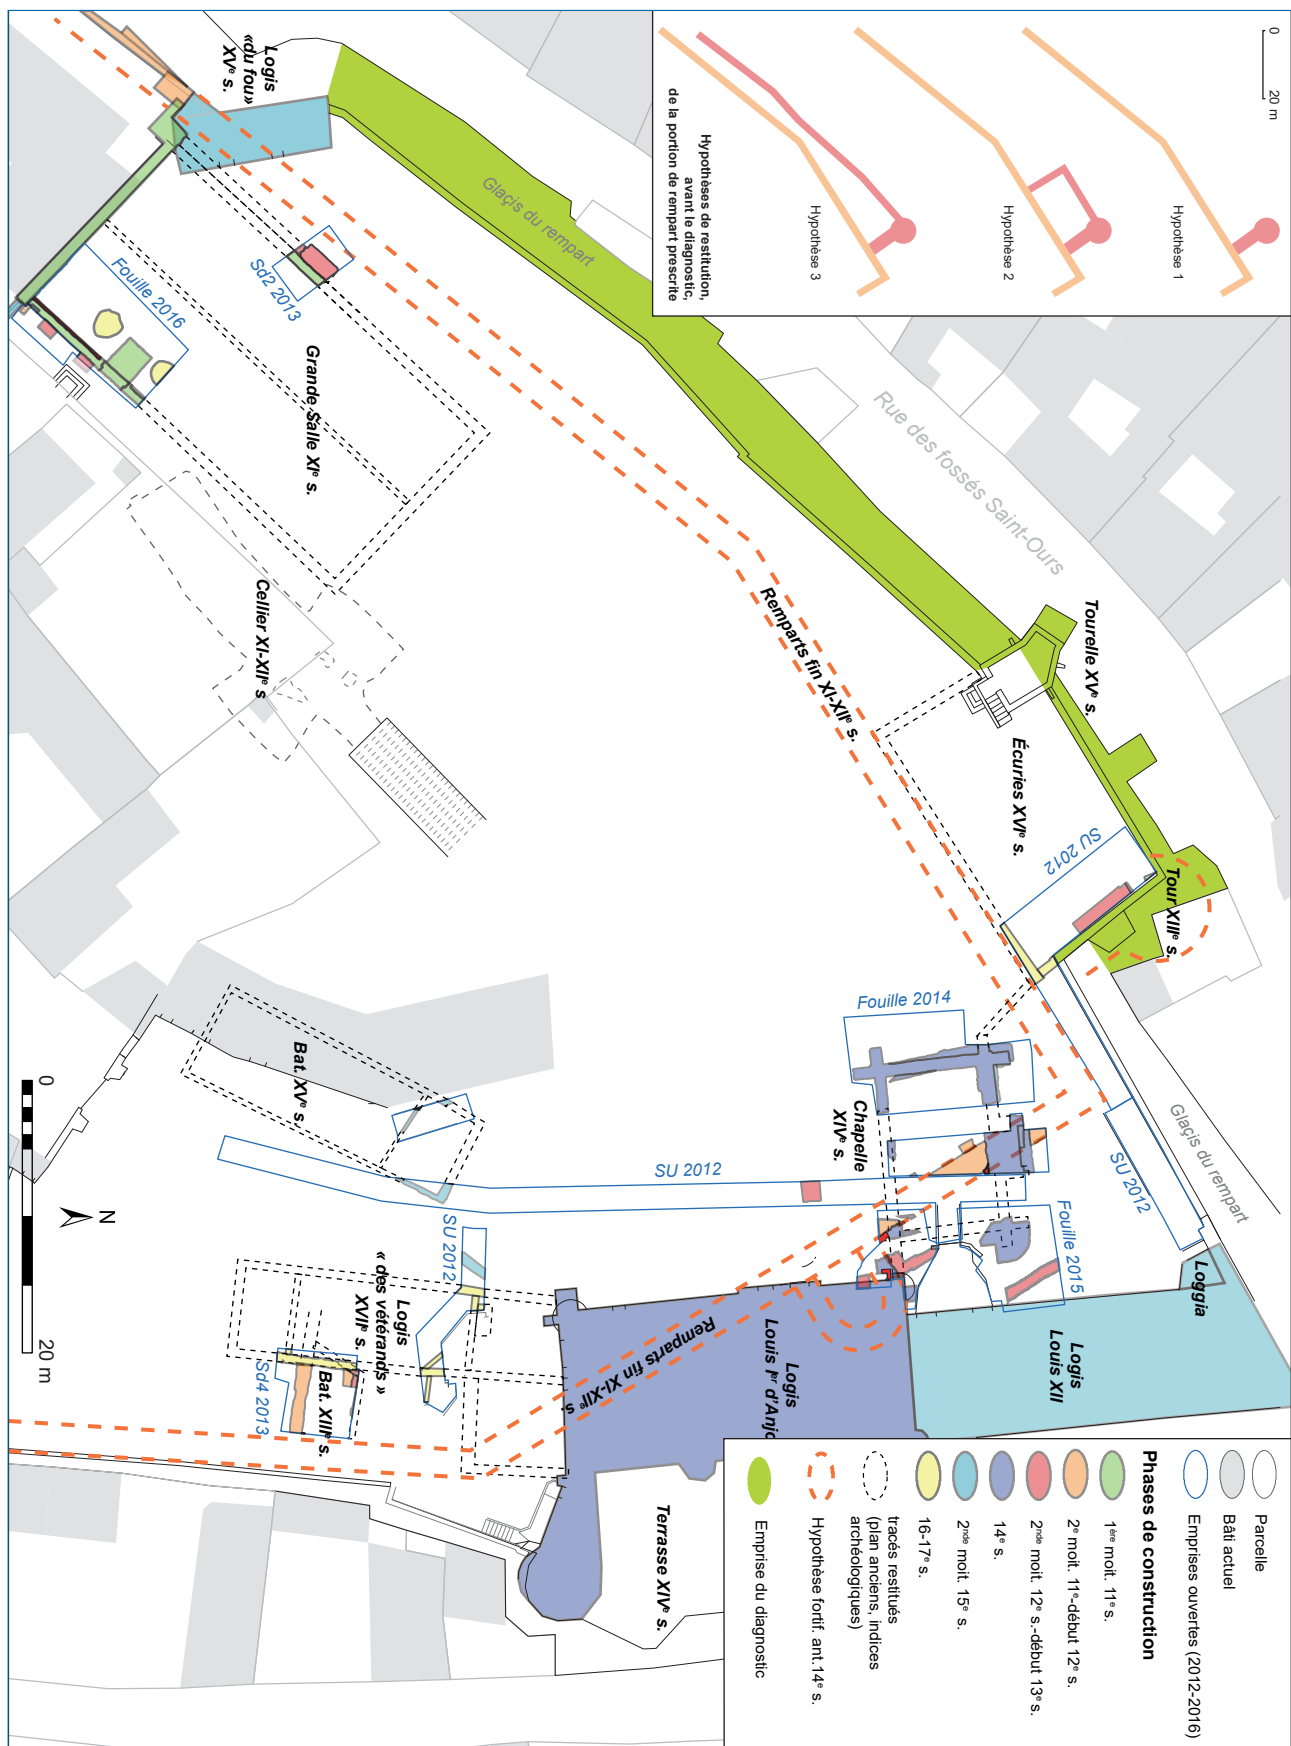 0
20 m
Hypothèse 1
Hypothèse 2
Hypothèse 3
Hypothèses de restitution,
avant le diagnostic,
de la portion de rempart prescrite
Logis
«du fou»
XVe s.
Glaçis du rempart
Rue des fossés Saint-Ours
Sd2 2013
Fouille 2016
Grande Salle XIe s.
Cellier XI-XIIe s
Remparts fin XI-XIIe s.
Tourelle XVe s.
Écuries XVIe s.
SU 2012
Tour XIIIe s.
Glaçis du rempart
SU 2012
Fouille 2014
Chapelle
XIVe s.
Fouille 2015
SU 2012
Bat. XVe s.
SU 2012
Loggia
Logis
Louis XII
Logis
Louis Ier d'Anjo
Remparts fin XI-XIIe s.
Logis
« des vétérands »
XVIIe s.
Bat. XIIIe s.
Sd4 2013
Terrasse XIVe s.
N
0
20 m
Parcelle
Bâti actuel
Emprises ouvertes (2012-2016)
Phases de construction
1ère moit. 11e s.
2e moit. 11e-début 12e s.
2nde moit. 12e s.-début 13e s.
14e s.
2nde moit. 15e s.
16-17e s.
tracés restitués
(plan anciens, indices
archéologiques)
Hypothèse fortif. ant.14e s.
Emprise du diagnostic